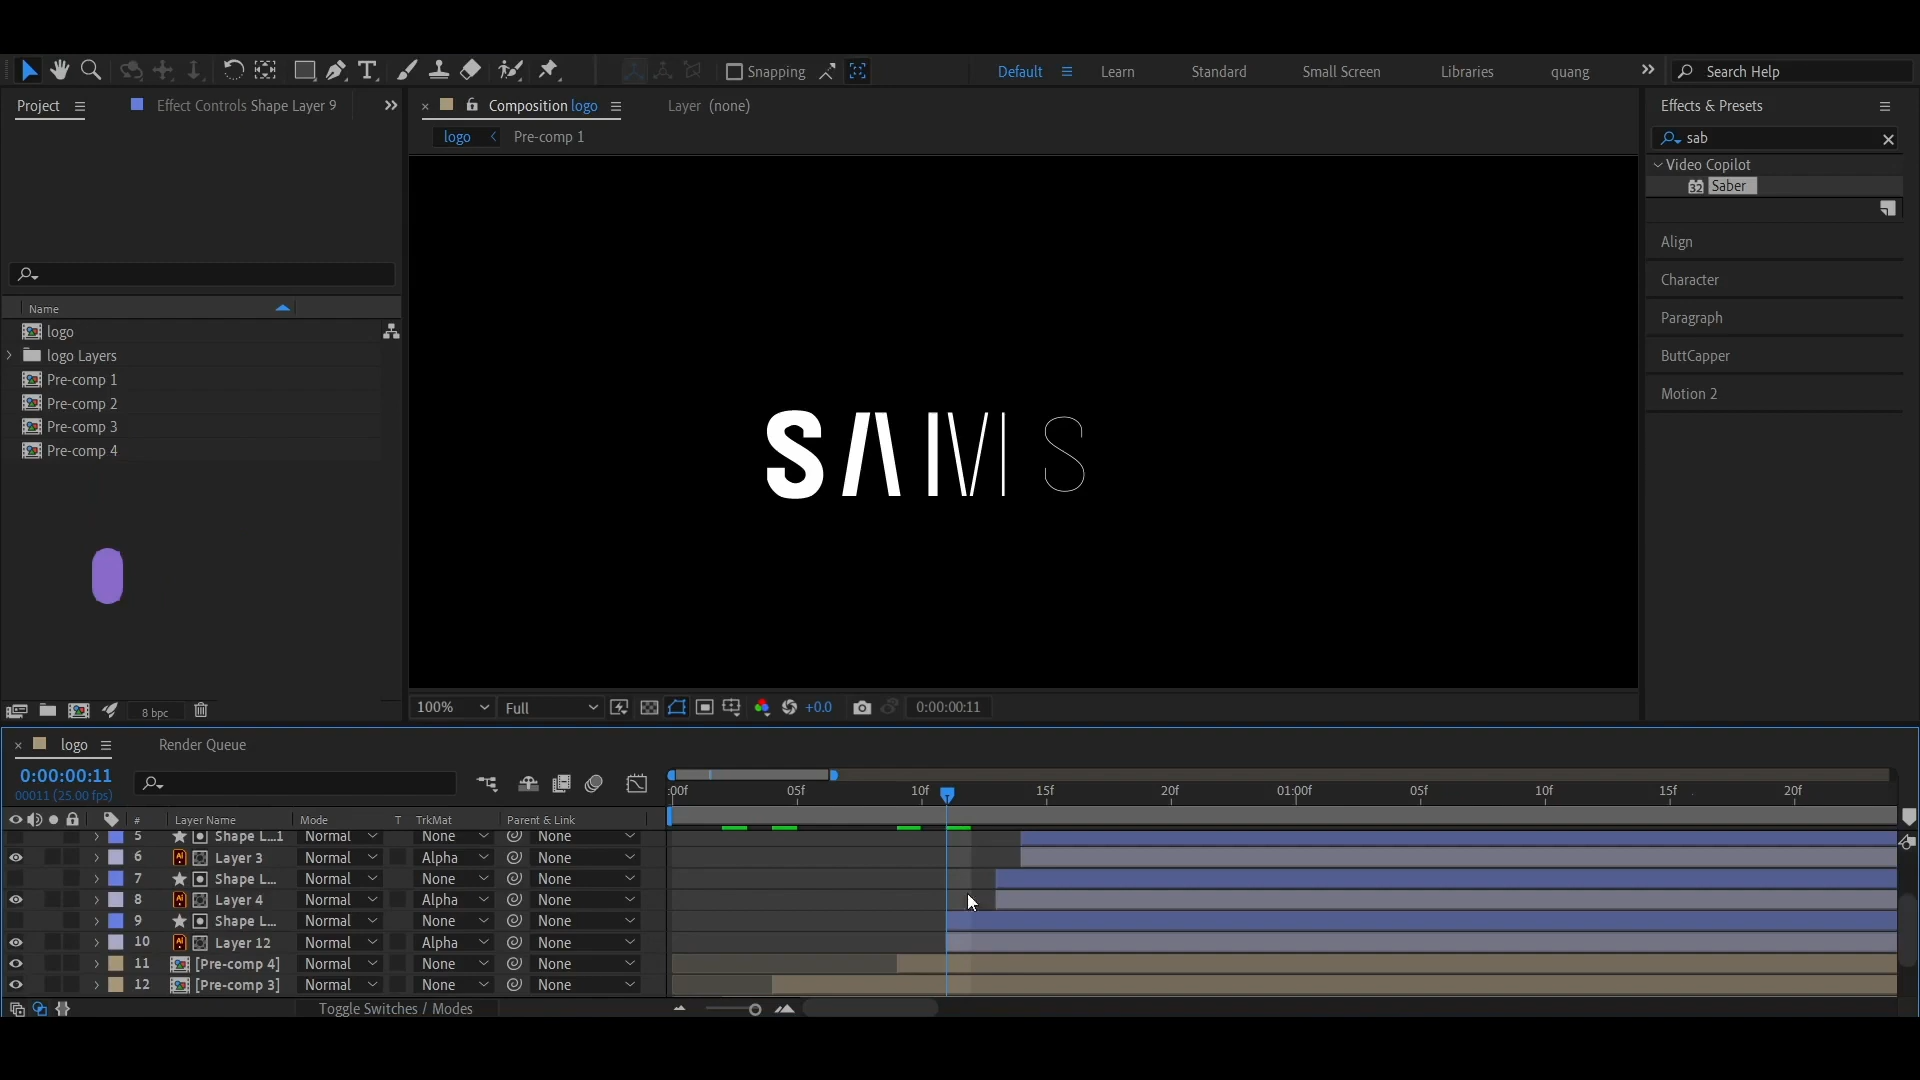 Snapping
Default
Learn
Standard
Small Screen
Libraries
quang
Search Help
Project
Effect Controls Shape Layer 9
Composition logo
Layer (none)
Effects & Presets
logo
Pre-comp 1
sab
Video Copilot
32 Saber
Align
Character
Paragraph
ButtCapper
Motion 2
Name
logo
logo Layers
Pre-comp 1
Pre-comp 2
Pre-comp 3
Pre-comp 4
SAMS
8 bpc
100%
Full
+0.0
0:00:00:11
logo
Render Queue
0:00:00:11
00011 (25.00 fps)
:00f 05f 10f 15f 20f 01:00f 05f 10f 15f 20f
# Layer Name Mode T TrkMat Parent & Link
5 Shape L...1 Normal None None
6 Layer 3 Normal Alpha None
7 Shape L... Normal None None
8 Layer 4 Normal Alpha None
9 Shape L... Normal None None
10 Layer 12 Normal Alpha None
11 [Pre-comp 4] Normal None None
12 [Pre-comp 3] Normal None None
Toggle Switches / Modes